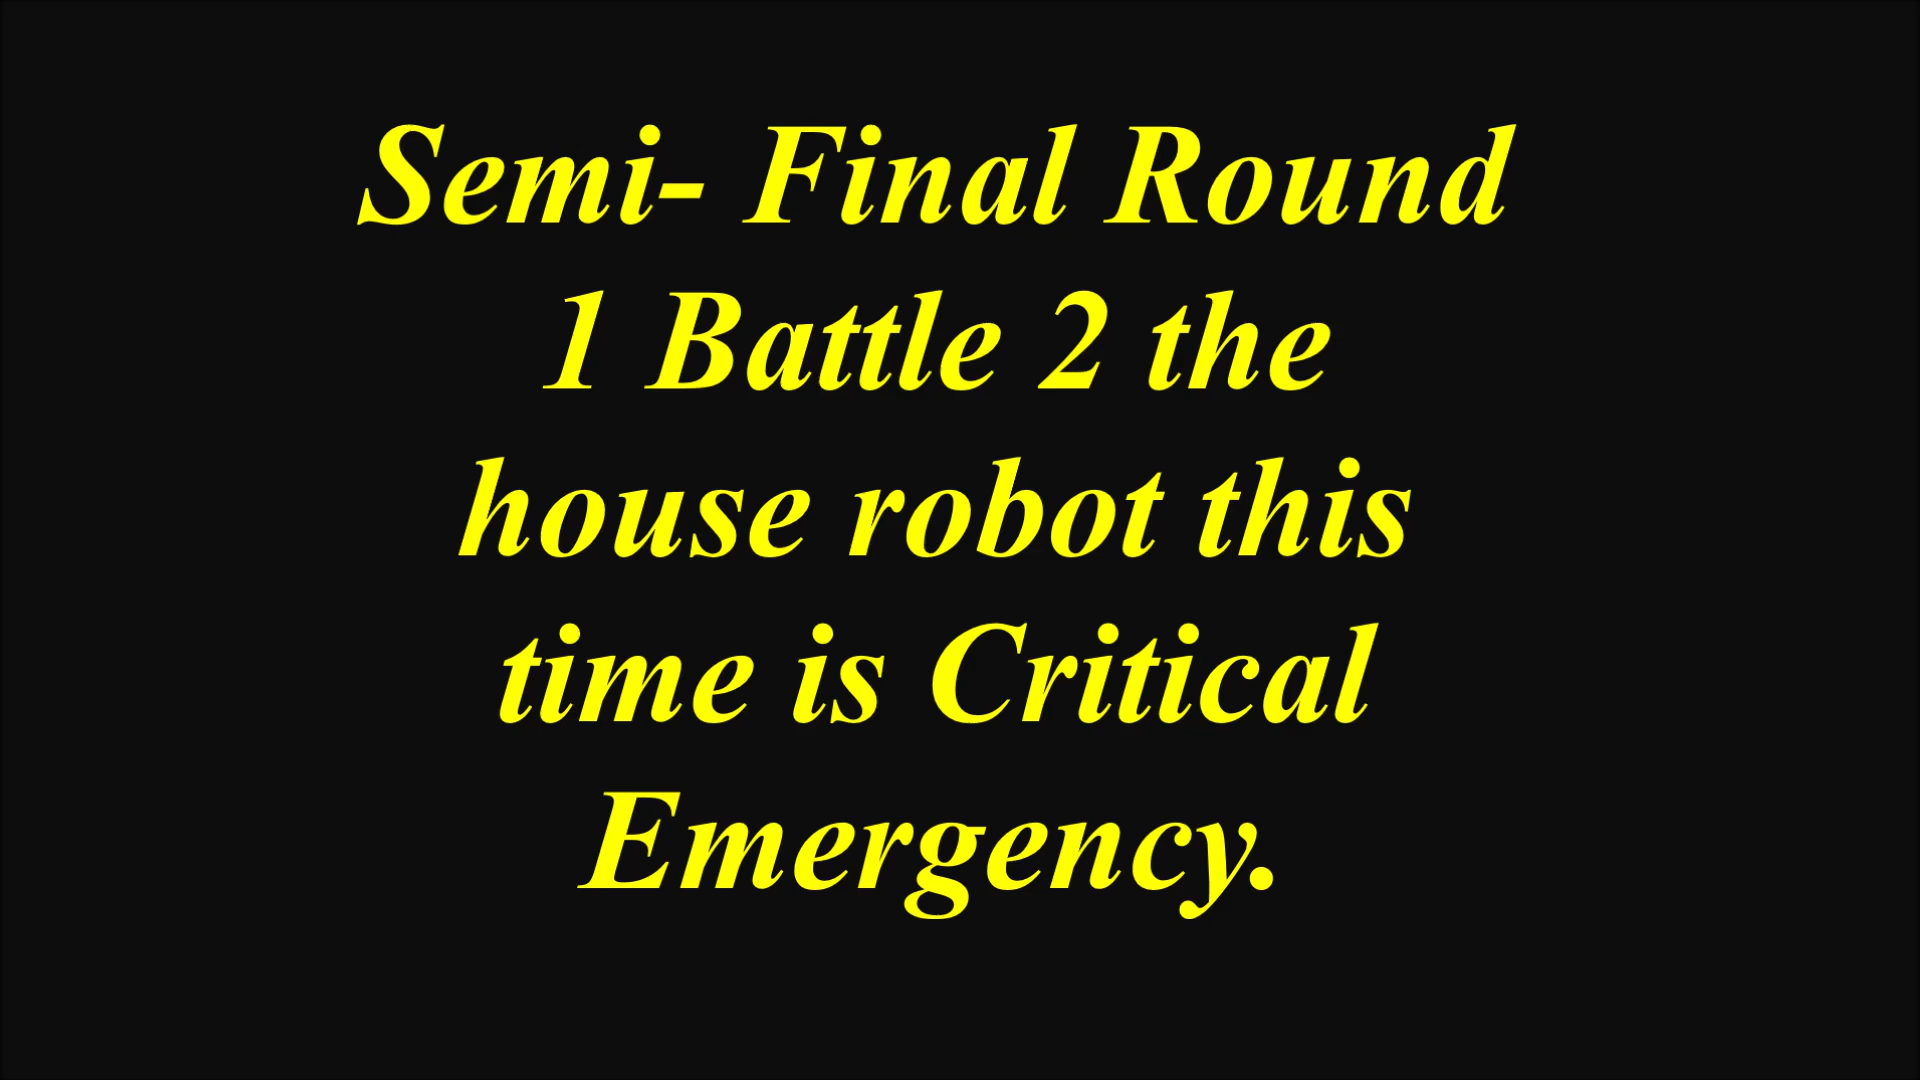 Semi- Final Round
1 Battle 2 the
house robot this
time is Critical
Emergency.